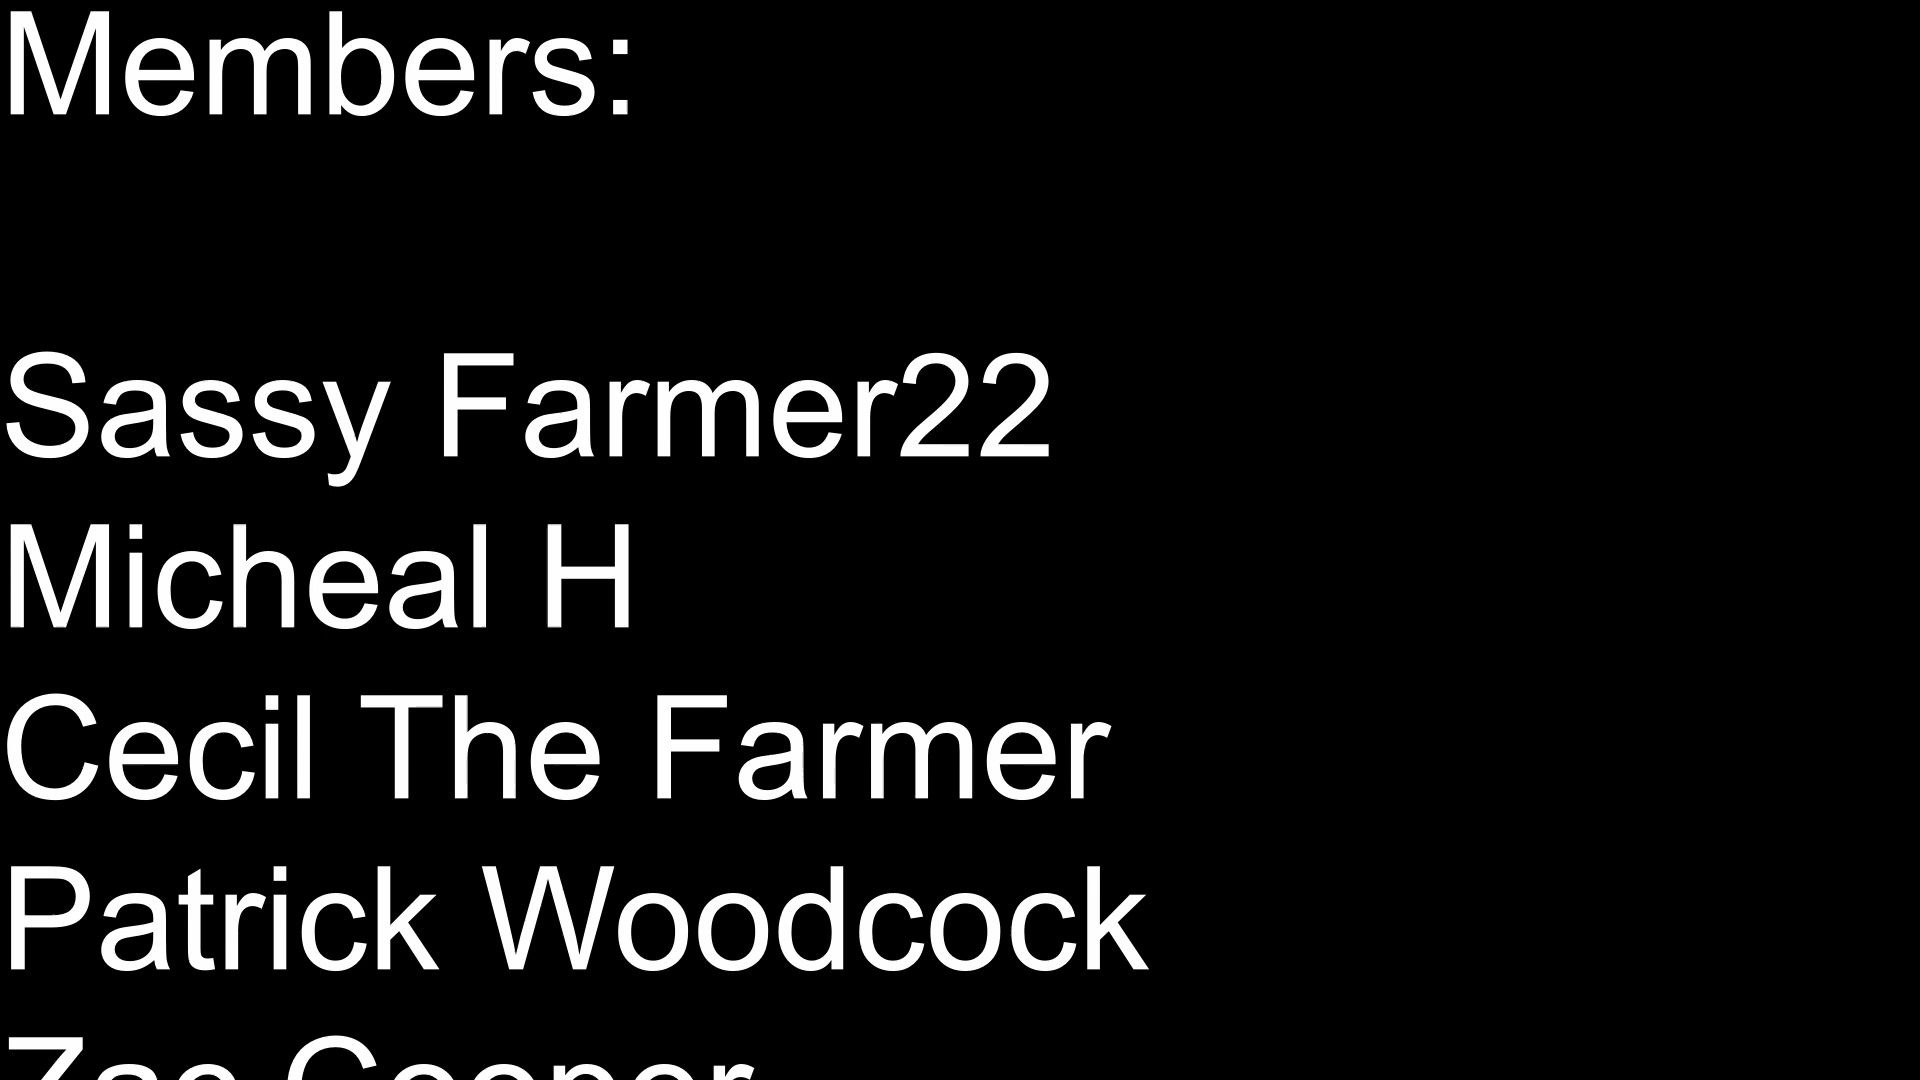 Members:
Sassy Farmer22
Micheal H
Cecil The Farmer
Patrick Woodcock